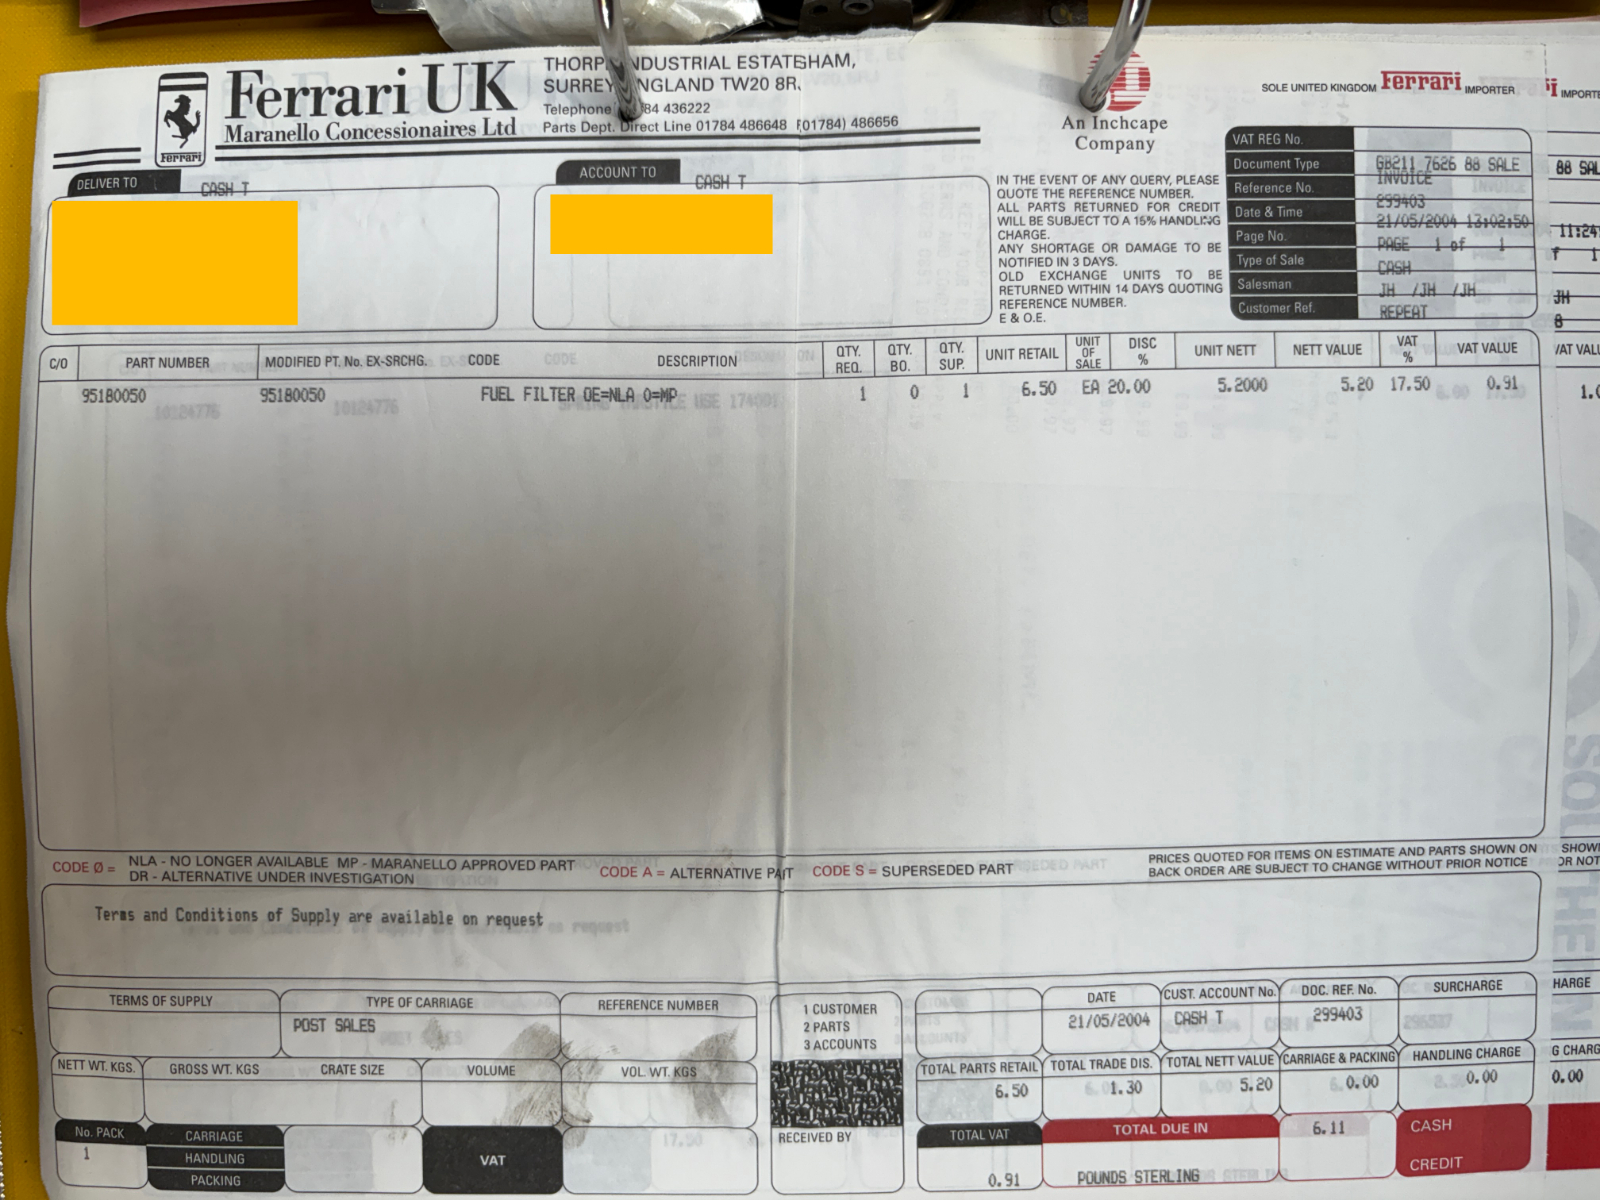 Ferrari UK
Maranello Concessionaires Ltd
Ferrari
THORP INDUSTRIAL ESTATE HAM,
SURREY ENGLAND TW20 8R
Telephone 84 436222
Parts Dept. Direct Line 01784 486648 (01784) 486656
An Inchcape
Company
SOLE UNITED KINGDOM Ferrari IMPORTER
DELIVER TO
CASH T
ACCOUNT TO
CASH T
IN THE EVENT OF ANY QUERY, PLEASE
QUOTE THE REFERENCE NUMBER.
ALL PARTS RETURNED FOR CREDIT
WILL BE SUBJECT TO A 15% HANDLING
CHARGE.
ANY SHORTAGE OR DAMAGE TO BE
NOTIFIED IN 3 DAYS.
OLD EXCHANGE UNITS TO BE
RETURNED WITHIN 14 DAYS QUOTING
REFERENCE NUMBER.
E & O.E.
VAT REG No. GB211 7626 88 SALE
Document Type INVOICE
Reference No. 299403
Date & Time 21/05/2004 13:02:50
Page No. PAGE 1 of 1
Type of Sale CASH
Salesman JH /JH /JH
Customer Ref. REPEAT
C/O PART NUMBER MODIFIED PT. No. EX-SRCHG. CODE DESCRIPTION QTY. REQ. QTY. BO. QTY. SUP. UNIT RETAIL UNIT OF SALE DISC % UNIT NETT NETT VALUE VAT % VAT VALUE
95180050 95180050 FUEL FILTER OE=NLA O=MP 1 0 1 6.50 EA 20.00 5.2000 5.20 17.50 0.91
CODE Ø = NLA - NO LONGER AVAILABLE MP - MARANELLO APPROVED PART
DR - ALTERNATIVE UNDER INVESTIGATION
CODE A = ALTERNATIVE PART CODE S = SUPERSEDED PART
PRICES QUOTED FOR ITEMS ON ESTIMATE AND PARTS SHOWN ON
BACK ORDER ARE SUBJECT TO CHANGE WITHOUT PRIOR NOTICE
Terms and Conditions of Supply are available on request
TERMS OF SUPPLY TYPE OF CARRIAGE REFERENCE NUMBER
POST SALES
NETT WT. KGS. GROSS WT. KGS CRATE SIZE VOLUME VOL. WT. KGS
No. PACK
1
CARRIAGE
HANDLING
PACKING
VAT
1 CUSTOMER
2 PARTS
3 ACCOUNTS
RECEIVED BY
DATE CUST. ACCOUNT No. DOC. REF. No. SURCHARGE
21/05/2004 CASH T 299403
TOTAL PARTS RETAIL TOTAL TRADE DIS. TOTAL NETT VALUE CARRIAGE & PACKING HANDLING CHARGE
6.50 1.30 5.20 0.00 0.00
TOTAL VAT TOTAL DUE IN 6.11 CASH
0.91 POUNDS STERLING CREDIT